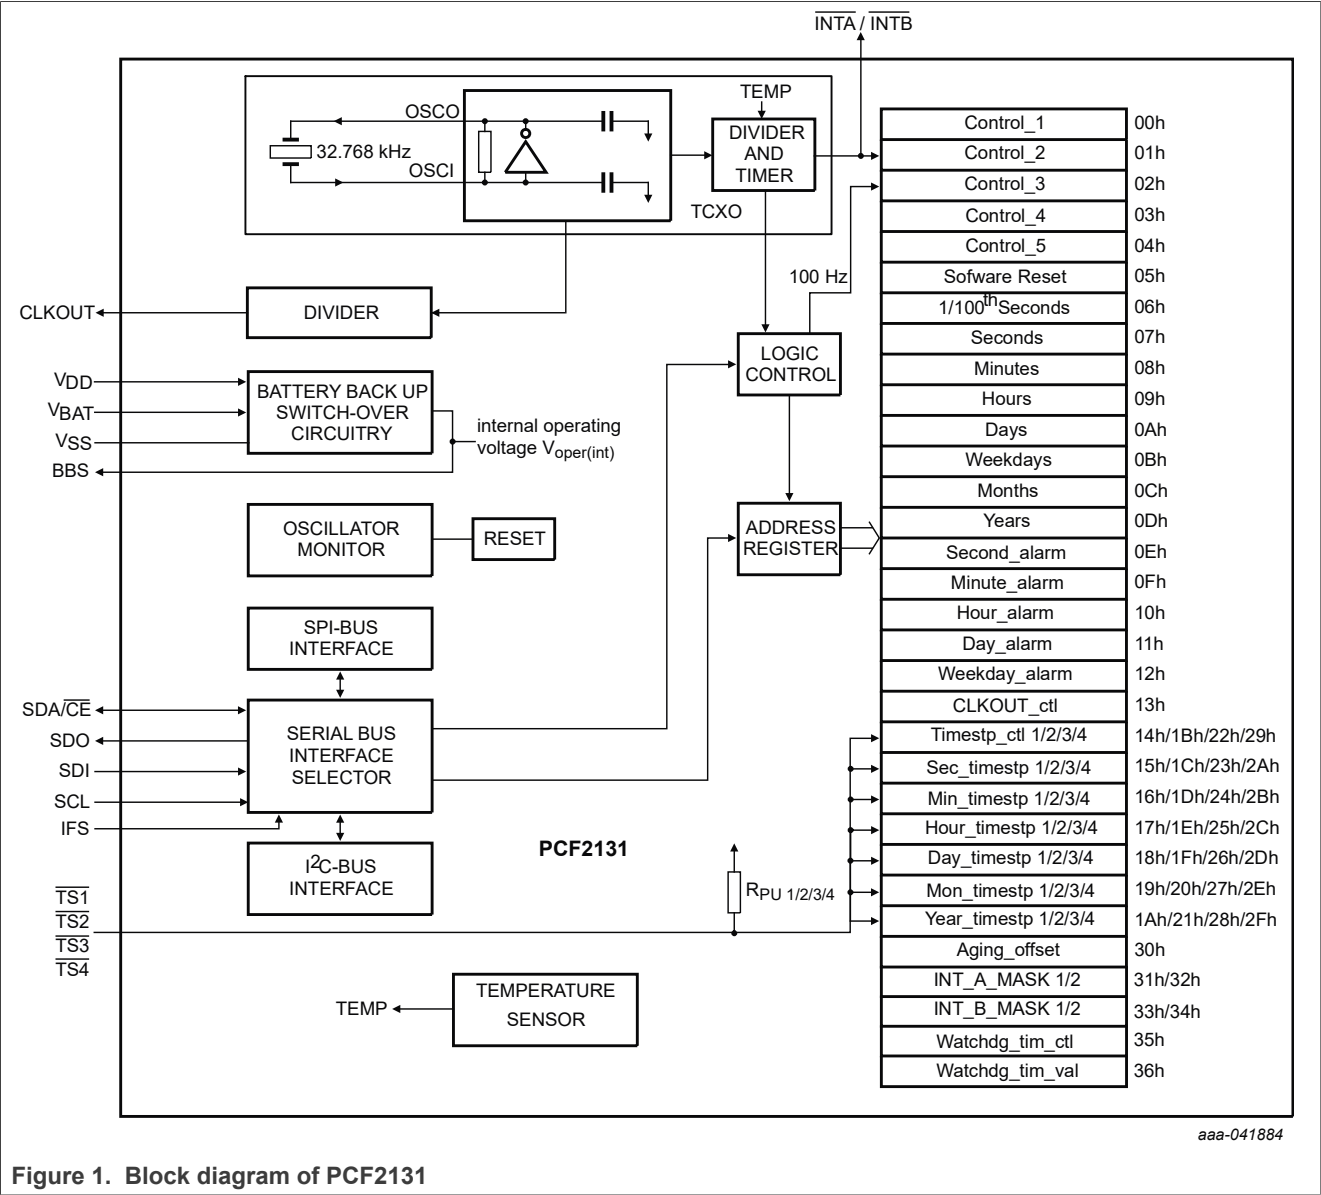 INTA / INTB
OSCO
OSCI
32.768 kHz
TEMP
DIVIDER
AND
TIMER
TCXO
100 Hz
CLKOUT
DIVIDER
LOGIC
CONTROL
VDD
VBAT
VSS
BBS
BATTERY BACK UP
SWITCH-OVER
CIRCUITRY
internal operating
voltage Voper(int)
OSCILLATOR
MONITOR
RESET
ADDRESS
REGISTER
SPI-BUS
INTERFACE
SDA/CE
SDO
SDI
SCL
IFS
SERIAL BUS
INTERFACE
SELECTOR
I2C-BUS
INTERFACE
PCF2131
TS1
TS2
TS3
TS4
RPU 1/2/3/4
TEMP
TEMPERATURE
SENSOR
Control_1 00h
Control_2 01h
Control_3 02h
Control_4 03h
Control_5 04h
Sofware Reset 05h
1/100th Seconds 06h
Seconds 07h
Minutes 08h
Hours 09h
Days 0Ah
Weekdays 0Bh
Months 0Ch
Years 0Dh
Second_alarm 0Eh
Minute_alarm 0Fh
Hour_alarm 10h
Day_alarm 11h
Weekday_alarm 12h
CLKOUT_ctl 13h
Timestp_ctl 1/2/3/4 14h/1Bh/22h/29h
Sec_timestp 1/2/3/4 15h/1Ch/23h/2Ah
Min_timestp 1/2/3/4 16h/1Dh/24h/2Bh
Hour_timestp 1/2/3/4 17h/1Eh/25h/2Ch
Day_timestp 1/2/3/4 18h/1Fh/26h/2Dh
Mon_timestp 1/2/3/4 19h/20h/27h/2Eh
Year_timestp 1/2/3/4 1Ah/21h/28h/2Fh
Aging_offset 30h
INT_A_MASK 1/2 31h/32h
INT_B_MASK 1/2 33h/34h
Watchdg_tim_ctl 35h
Watchdg_tim_val 36h
aaa-041884
Figure 1. Block diagram of PCF2131